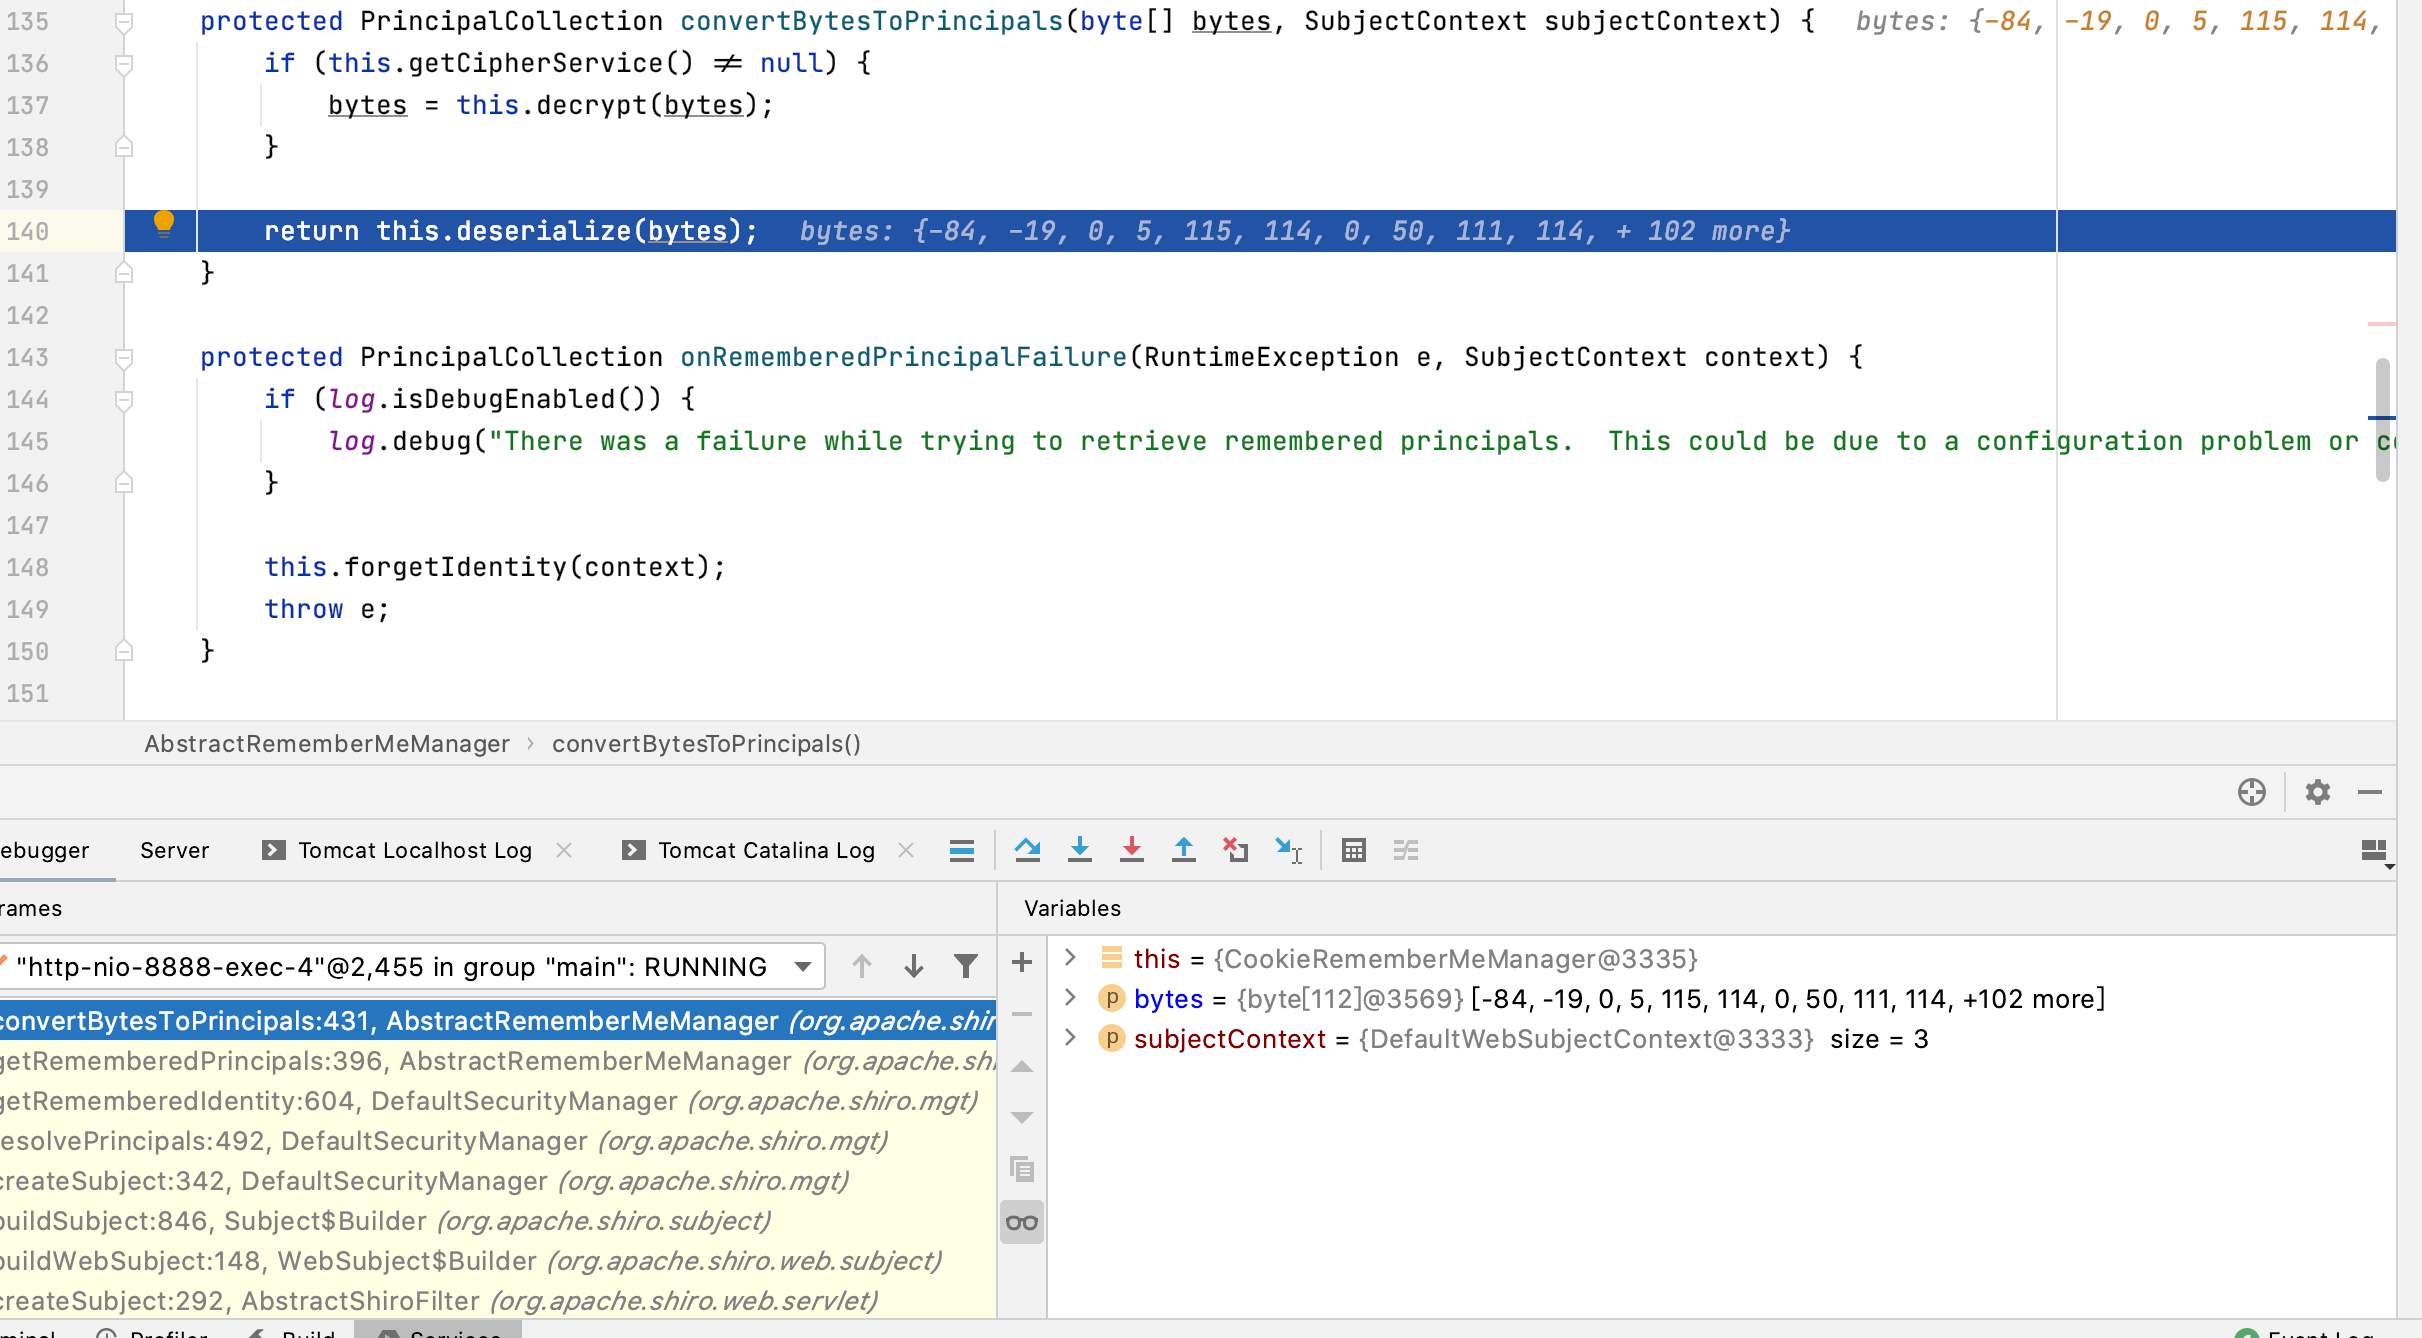 135 protected PrincipalCollection convertBytesToPrincipals(byte[] bytes, SubjectContext subjectContext) { bytes: {-84, -19, 0, 5, 115, 114,
136 if (this.getCipherService() ≠ null) {
137 bytes = this.decrypt(bytes);
138 }
139
140 return this.deserialize(bytes); bytes: {-84, -19, 0, 5, 115, 114, 0, 50, 111, 114, + 102 more}
141 }
142
143 protected PrincipalCollection onRememberedPrincipalFailure(RuntimeException e, SubjectContext context) {
144 if (log.isDebugEnabled()) {
145 log.debug("There was a failure while trying to retrieve remembered principals.  This could be due to a configuration problem or c
146 }
147
148 this.forgetIdentity(context);
149 throw e;
150 }
151
AbstractRememberMeManager › convertBytesToPrincipals()
ebugger Server Tomcat Localhost Log Tomcat Catalina Log
rames Variables
"http-nio-8888-exec-4"@2,455 in group "main": RUNNING
convertBytesToPrincipals:431, AbstractRememberMeManager (org.apache.shir
getRememberedPrincipals:396, AbstractRememberMeManager (org.apache.shi
getRememberedIdentity:604, DefaultSecurityManager (org.apache.shiro.mgt)
esolvePrincipals:492, DefaultSecurityManager (org.apache.shiro.mgt)
createSubject:342, DefaultSecurityManager (org.apache.shiro.mgt)
buildSubject:846, Subject$Builder (org.apache.shiro.subject)
buildWebSubject:148, WebSubject$Builder (org.apache.shiro.web.subject)
createSubject:292, AbstractShiroFilter (org.apache.shiro.web.servlet)
this = {CookieRememberMeManager@3335}
p bytes = {byte[112]@3569} [-84, -19, 0, 5, 115, 114, 0, 50, 111, 114, +102 more]
p subjectContext = {DefaultWebSubjectContext@3333} size = 3
minal Profiler Build Services Event Log